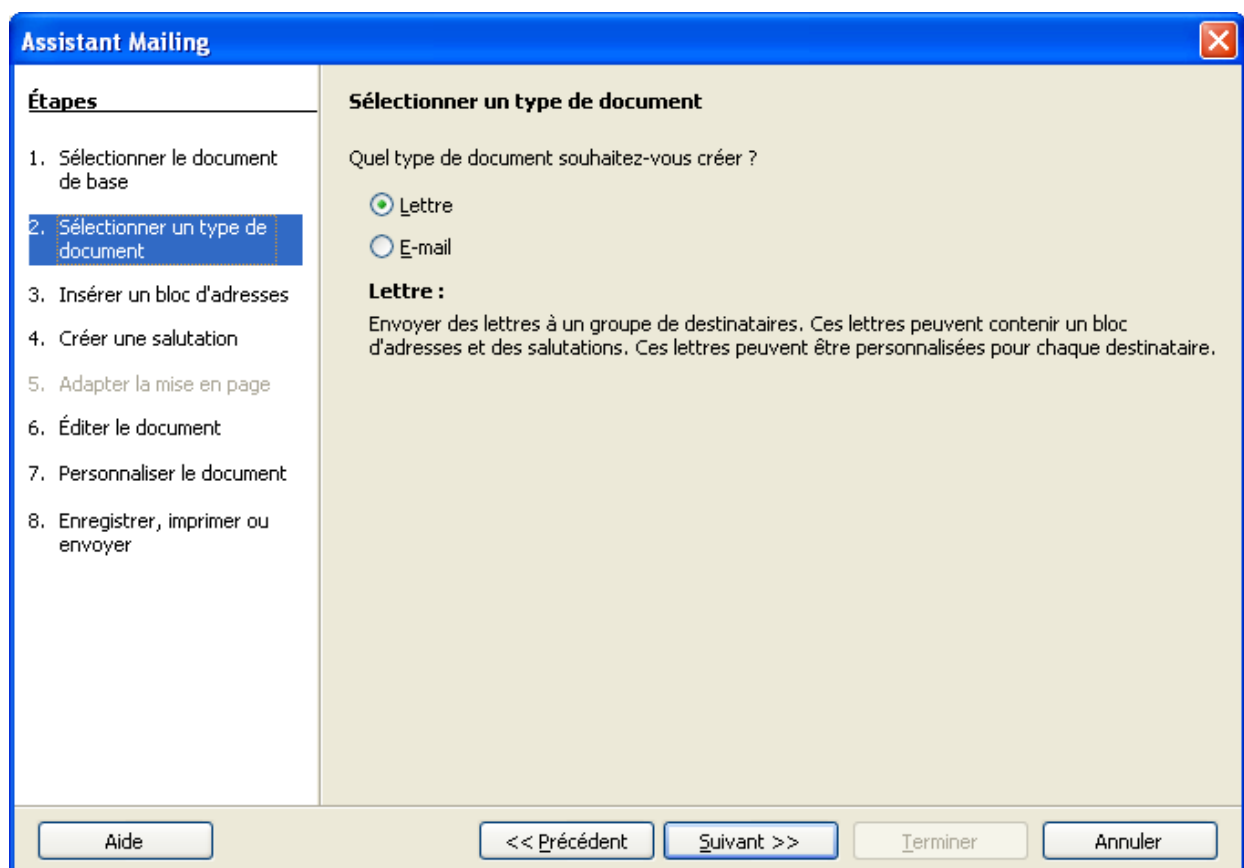 Assistant Mailing
Étapes
1. Sélectionner le document
de base
2. Sélectionner un type de
document
3. Insérer un bloc d'adresses
4. Créer une salutation
5. Adapter la mise en page
6. Éditer le document
7. Personnaliser le document
8. Enregistrer, imprimer ou
envoyer
Sélectionner un type de document
Quel type de document souhaitez-vous créer ?
Lettre
E-mail
Lettre :
Envoyer des lettres à un groupe de destinataires. Ces lettres peuvent contenir un bloc
d'adresses et des salutations. Ces lettres peuvent être personnalisées pour chaque destinataire.
Aide
<< Précédent
Suivant >>
Terminer
Annuler